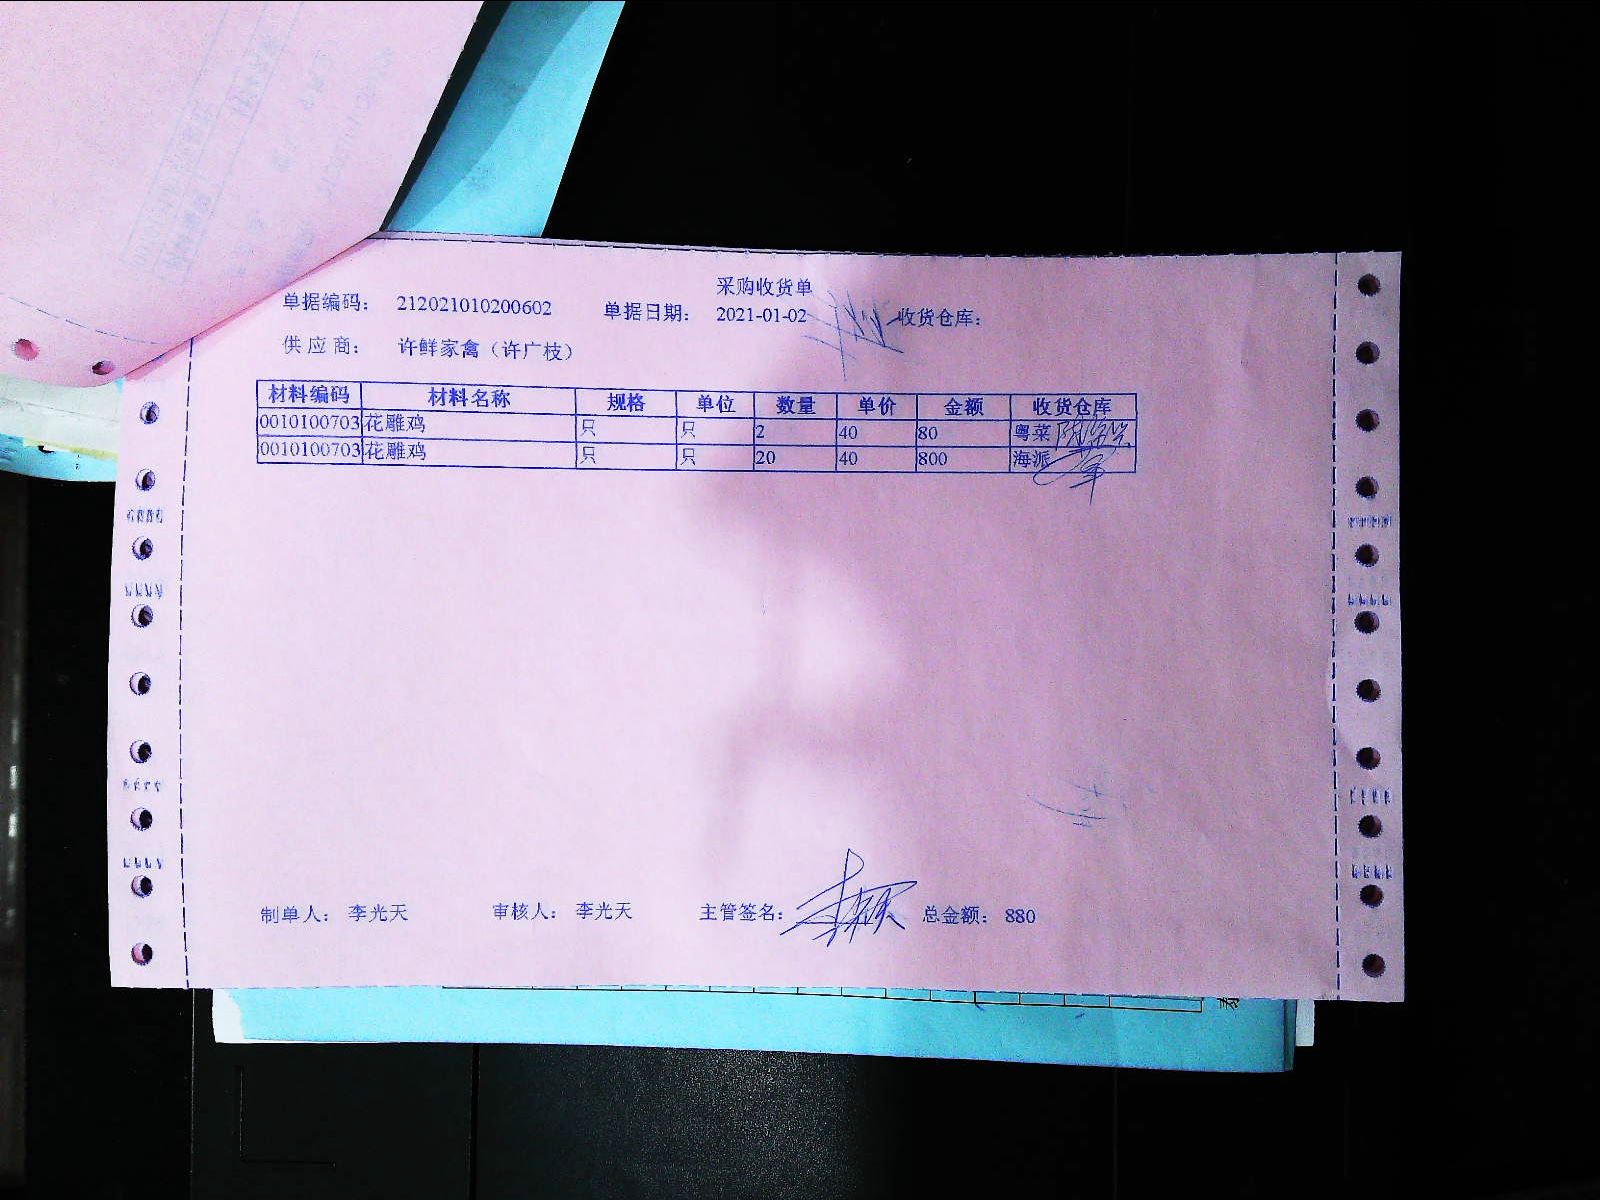 采购收货单
单据编码： 212021010200602 单据日期： 2021-01-02 收货仓库：
供应商： 许鲜家禽（许广枝）
材料编码 材料名称 规格 单位 数量 单价 金额 收货仓库
0010100703 花雕鸡 只 只 2 40 80 粤菜
0010100703 花雕鸡 只 只 20 40 800 海派
制单人： 李光天 审核人： 李光天 主管签名： 总金额： 880